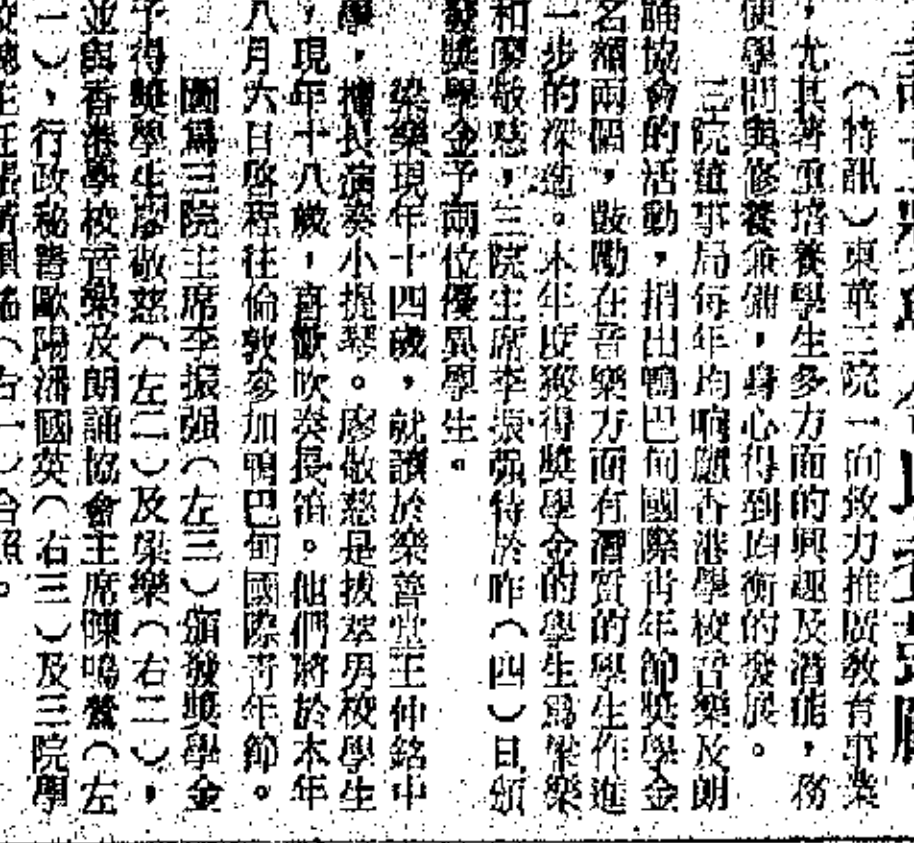 （特訊）東華三院一向致力推廣教育事業
，尤其著重培養學生多方面的興趣及潛能，務
使學問與修養兼備，身心得到均衡的發展。
三院董事局每年均响應香港學校音樂及朗
誦協會的活動，捐出鴨巴甸國際青年節獎學金
名額兩個，鼓勵在音樂方面有潛質的學生作進
一步的深造。本年度獲得獎學金的學生爲梁樂
和廖敬慈，三院主席李振强特於昨（四）日頒
發獎學金予兩位優異學生。
梁樂現年十四歲，就讀於樂善堂王仲銘中
學，擅長演奏小提琴。廖敬慈是拔萃男校學生
，現年十八歲，喜歡吹奏長笛。他們將於本年
八月六日啓程往倫敦參加鴨巴甸國際青年節。
圖爲三院主席李振强（左三）頒發獎學金
予得獎學生廖敬慈（左二）及梁樂（右二），
並與香港學校音樂及朗誦協會主席陳鳴鶯（左
一），行政秘書歐陽潘國英（右三）及三院學
主任（右一）合照。